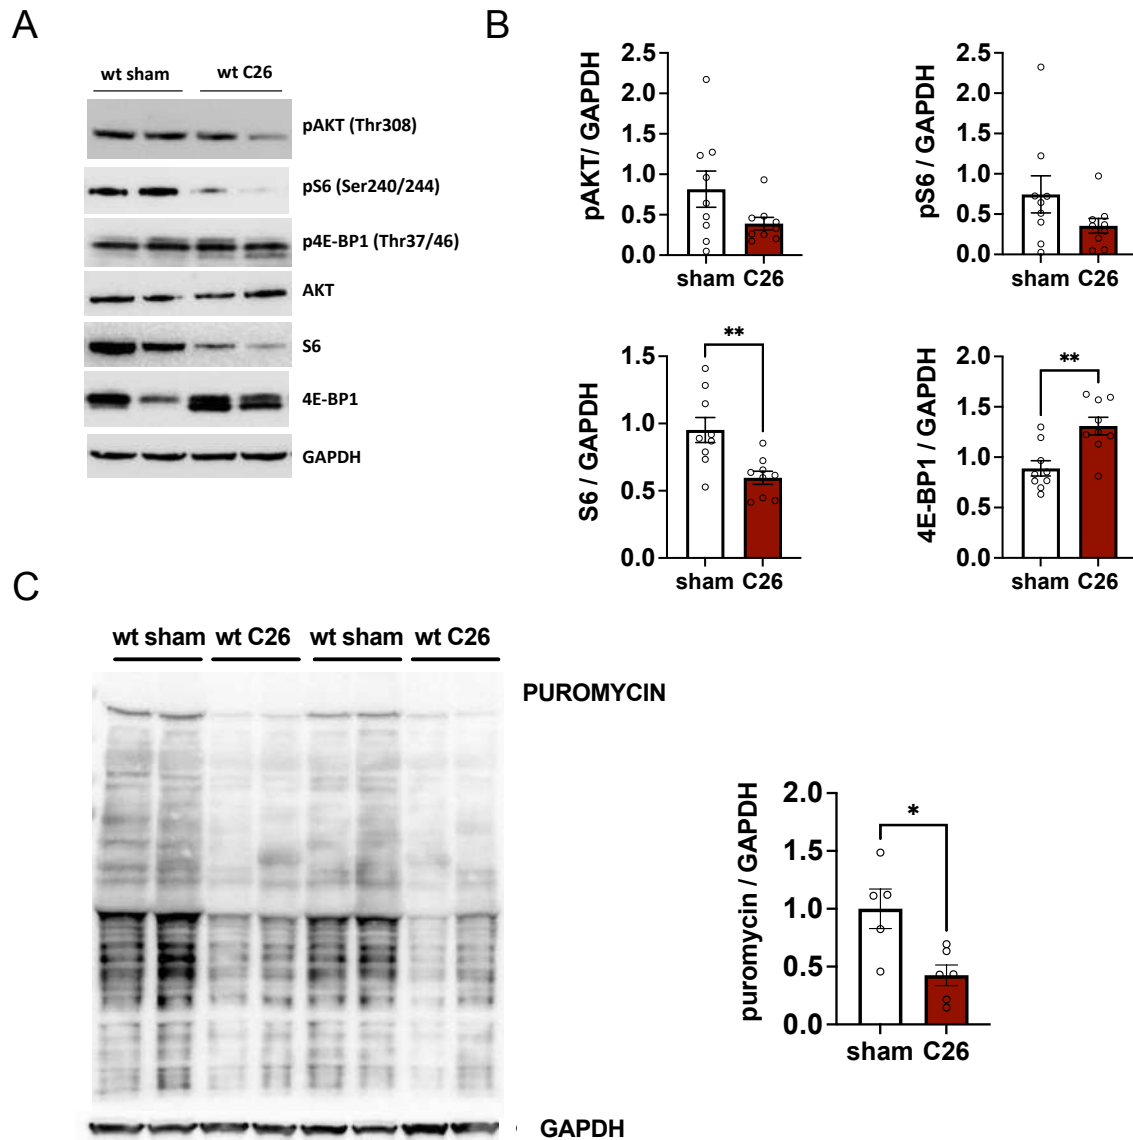 A
wt sham wt C26
pAKT (Thr308)
pS6 (Ser240/244)
p4E-BP1 (Thr37/46)
AKT
S6
4E-BP1
GAPDH
B
pAKT/ GAPDH
2.5
2.0
1.5
1.0
0.5
0.0
sham C26
pS6 / GAPDH
2.5
2.0
1.5
1.0
0.5
0.0
sham C26
S6 / GAPDH
1.5
1.0
0.5
0.0
**
sham C26
4E-BP1 / GAPDH
2.0
1.5
1.0
0.5
0.0
**
sham C26
C
wt sham wt C26 wt sham wt C26
PUROMYCIN
GAPDH
puromycin / GAPDH
2.0
1.5
1.0
0.5
0.0
*
sham C26